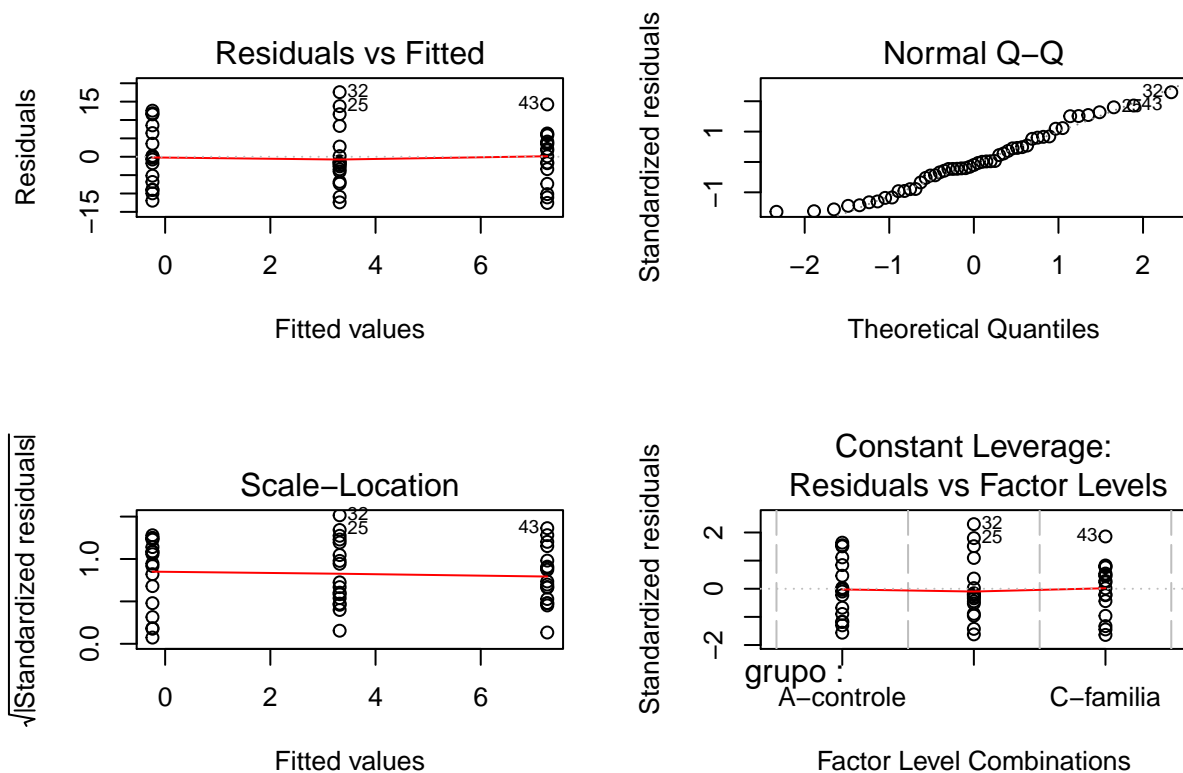 Residuals vs Fitted
Residuals
15
0
−15
32
25
43
0 2 4 6
Fitted values
Normal Q−Q
Standardized residuals
1
−1
32
25
43
−2 −1 0 1 2
Theoretical Quantiles
Scale−Location
√|Standardized residuals|
1.0
0.0
32
25
43
0 2 4 6
Fitted values
Constant Leverage:
Residuals vs Factor Levels
Standardized residuals
2
0
−2
32
25
43
grupo :
A−controle C−familia
Factor Level Combinations